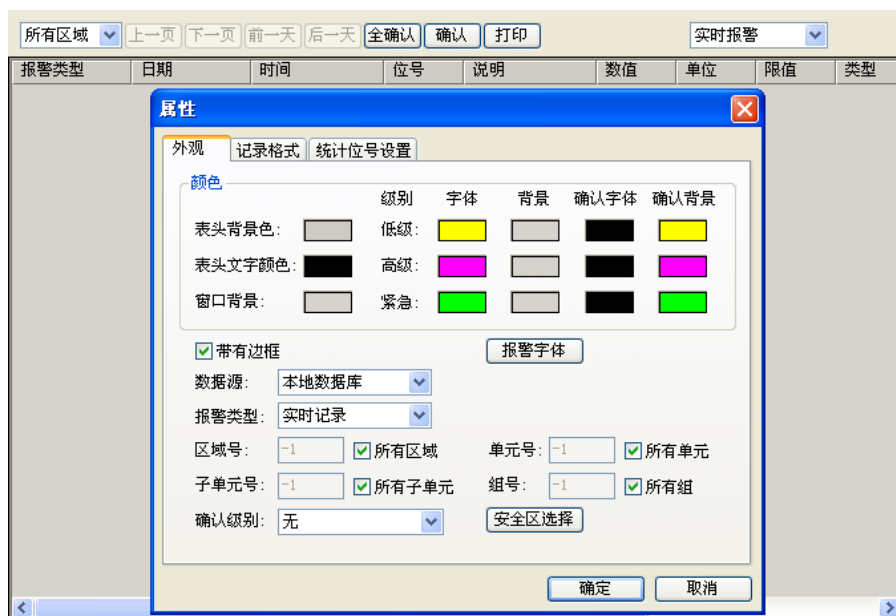 所有区域 上一页 下一页 前一天 后一天 全确认 确认 打印 实时报警
报警类型 日期 时间 位号 说明 数值 单位 限值 类型
属性
外观 记录格式 统计位号设置
颜色
级别 字体 背景 确认字体 确认背景
表头背景色: 低级:
表头文字颜色: 高级:
窗口背景: 紧急:
带有边框 报警字体
数据源: 本地数据库
报警类型: 实时记录
区域号: -1 所有区域 单元号: -1 所有单元
子单元号: -1 所有子单元 组号: -1 所有组
确认级别: 无 安全区选择
确定 取消